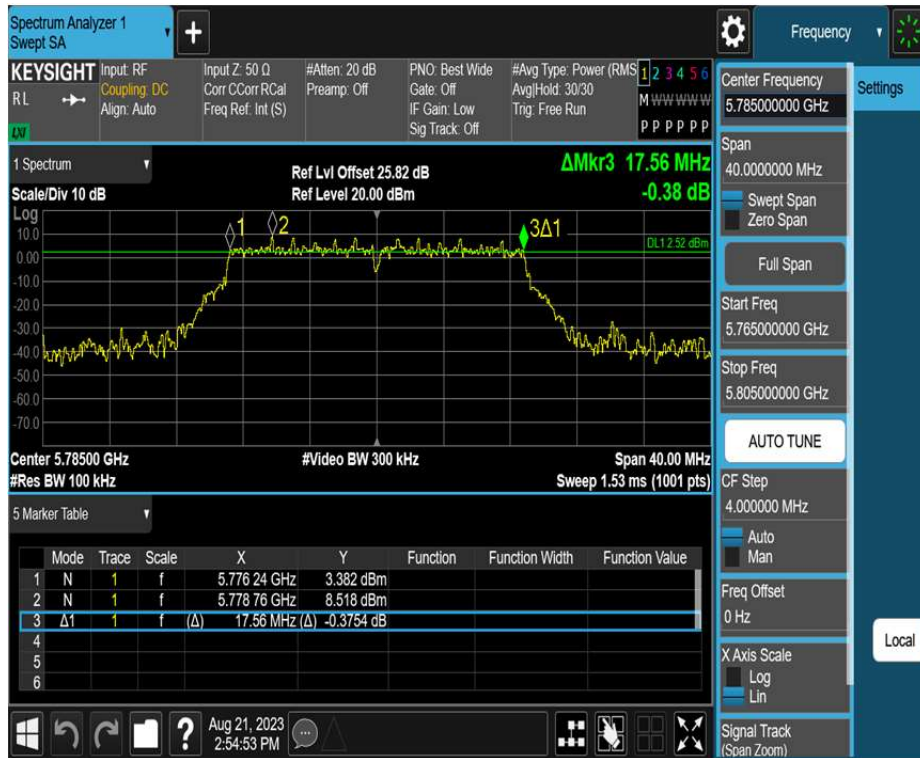 Spectrum Analyzer 1
Swept SA
+
Frequency
KEYSIGHT
RL
LXI
Input: RF
Coupling: DC
Align: Auto
Input Z: 50 Ω
Corr CCorr RCal
Freq Ref: Int (S)
#Atten: 20 dB
Preamp: Off
PNO: Best Wide
Gate: Off
IF Gain: Low
Sig Track: Off
#Avg Type: Power (RMS
Avg|Hold: 30/30
Trig: Free Run
1 2 3 4 5 6
M W W W W W
P P P P P P
1 Spectrum
Scale/Div 10 dB
Ref Lvl Offset 25.82 dB
Ref Level 20.00 dBm
ΔMkr3 17.56 MHz
-0.38 dB
Log
10.0
0.00
-10.0
-20.0
-30.0
-40.0
-50.0
-60.0
-70.0
1
2
3Δ1
DL1 2.52 dBm
Center 5.78500 GHz
#Res BW 100 kHz
#Video BW 300 kHz
Span 40.00 MHz
Sweep 1.53 ms (1001 pts)
5 Marker Table
Mode Trace Scale X Y Function Function Width Function Value
1 N 1 f 5.776 24 GHz 3.382 dBm
2 N 1 f 5.778 76 GHz 8.518 dBm
3 Δ1 1 f (Δ) 17.56 MHz (Δ) -0.3754 dB
4
5
6
?
Aug 21, 2023
2:54:53 PM
Center Frequency
5.785000000 GHz
Settings
Span
40.0000000 MHz
Swept Span
Zero Span
Full Span
Start Freq
5.765000000 GHz
Stop Freq
5.805000000 GHz
AUTO TUNE
CF Step
4.000000 MHz
Auto
Man
Freq Offset
0 Hz
Local
X Axis Scale
Log
Lin
Signal Track
(Span Zoom)